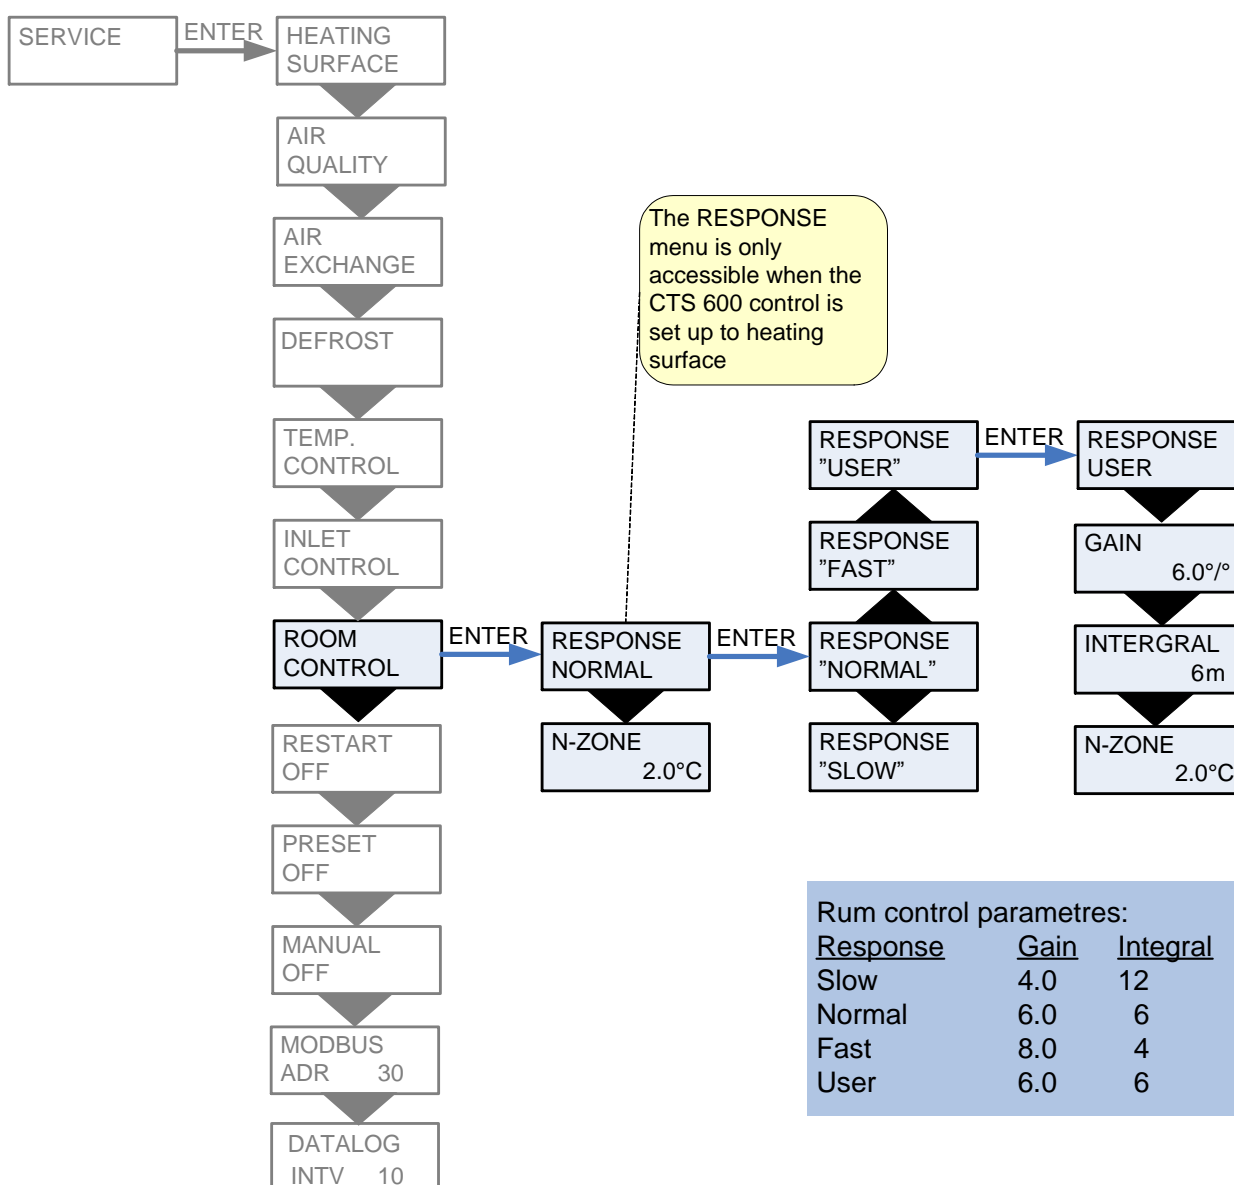 SERVICE
ENTER
HEATING
SURFACE
AIR
QUALITY
AIR
EXCHANGE
DEFROST
TEMP.
CONTROL
INLET
CONTROL
ROOM
CONTROL
RESTART
OFF
PRESET
OFF
MANUAL
OFF
MODBUS
ADR 30
DATALOG
INTV 10
The RESPONSE
menu is only
accessible when the
CTS 600 control is
set up to heating
surface
ENTER
RESPONSE
NORMAL
N-ZONE
2.0°C
ENTER
RESPONSE
"USER"
RESPONSE
"FAST"
RESPONSE
"NORMAL"
RESPONSE
"SLOW"
ENTER
RESPONSE
USER
GAIN
6.0°/°
INTERGRAL
6m
N-ZONE
2.0°C
Rum control parametres:
Response Gain Integral
Slow 4.0 12
Normal 6.0 6
Fast 8.0 4
User 6.0 6